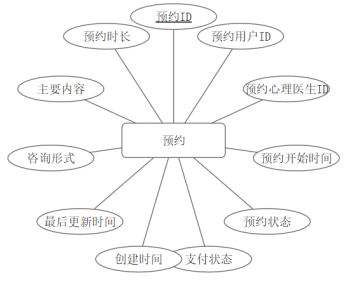 预约ID
预约时长
预约用户ID
主要内容
预约心理医生ID
预约
咨询形式
预约开始时间
最后更新时间
预约状态
创建时间
支付状态